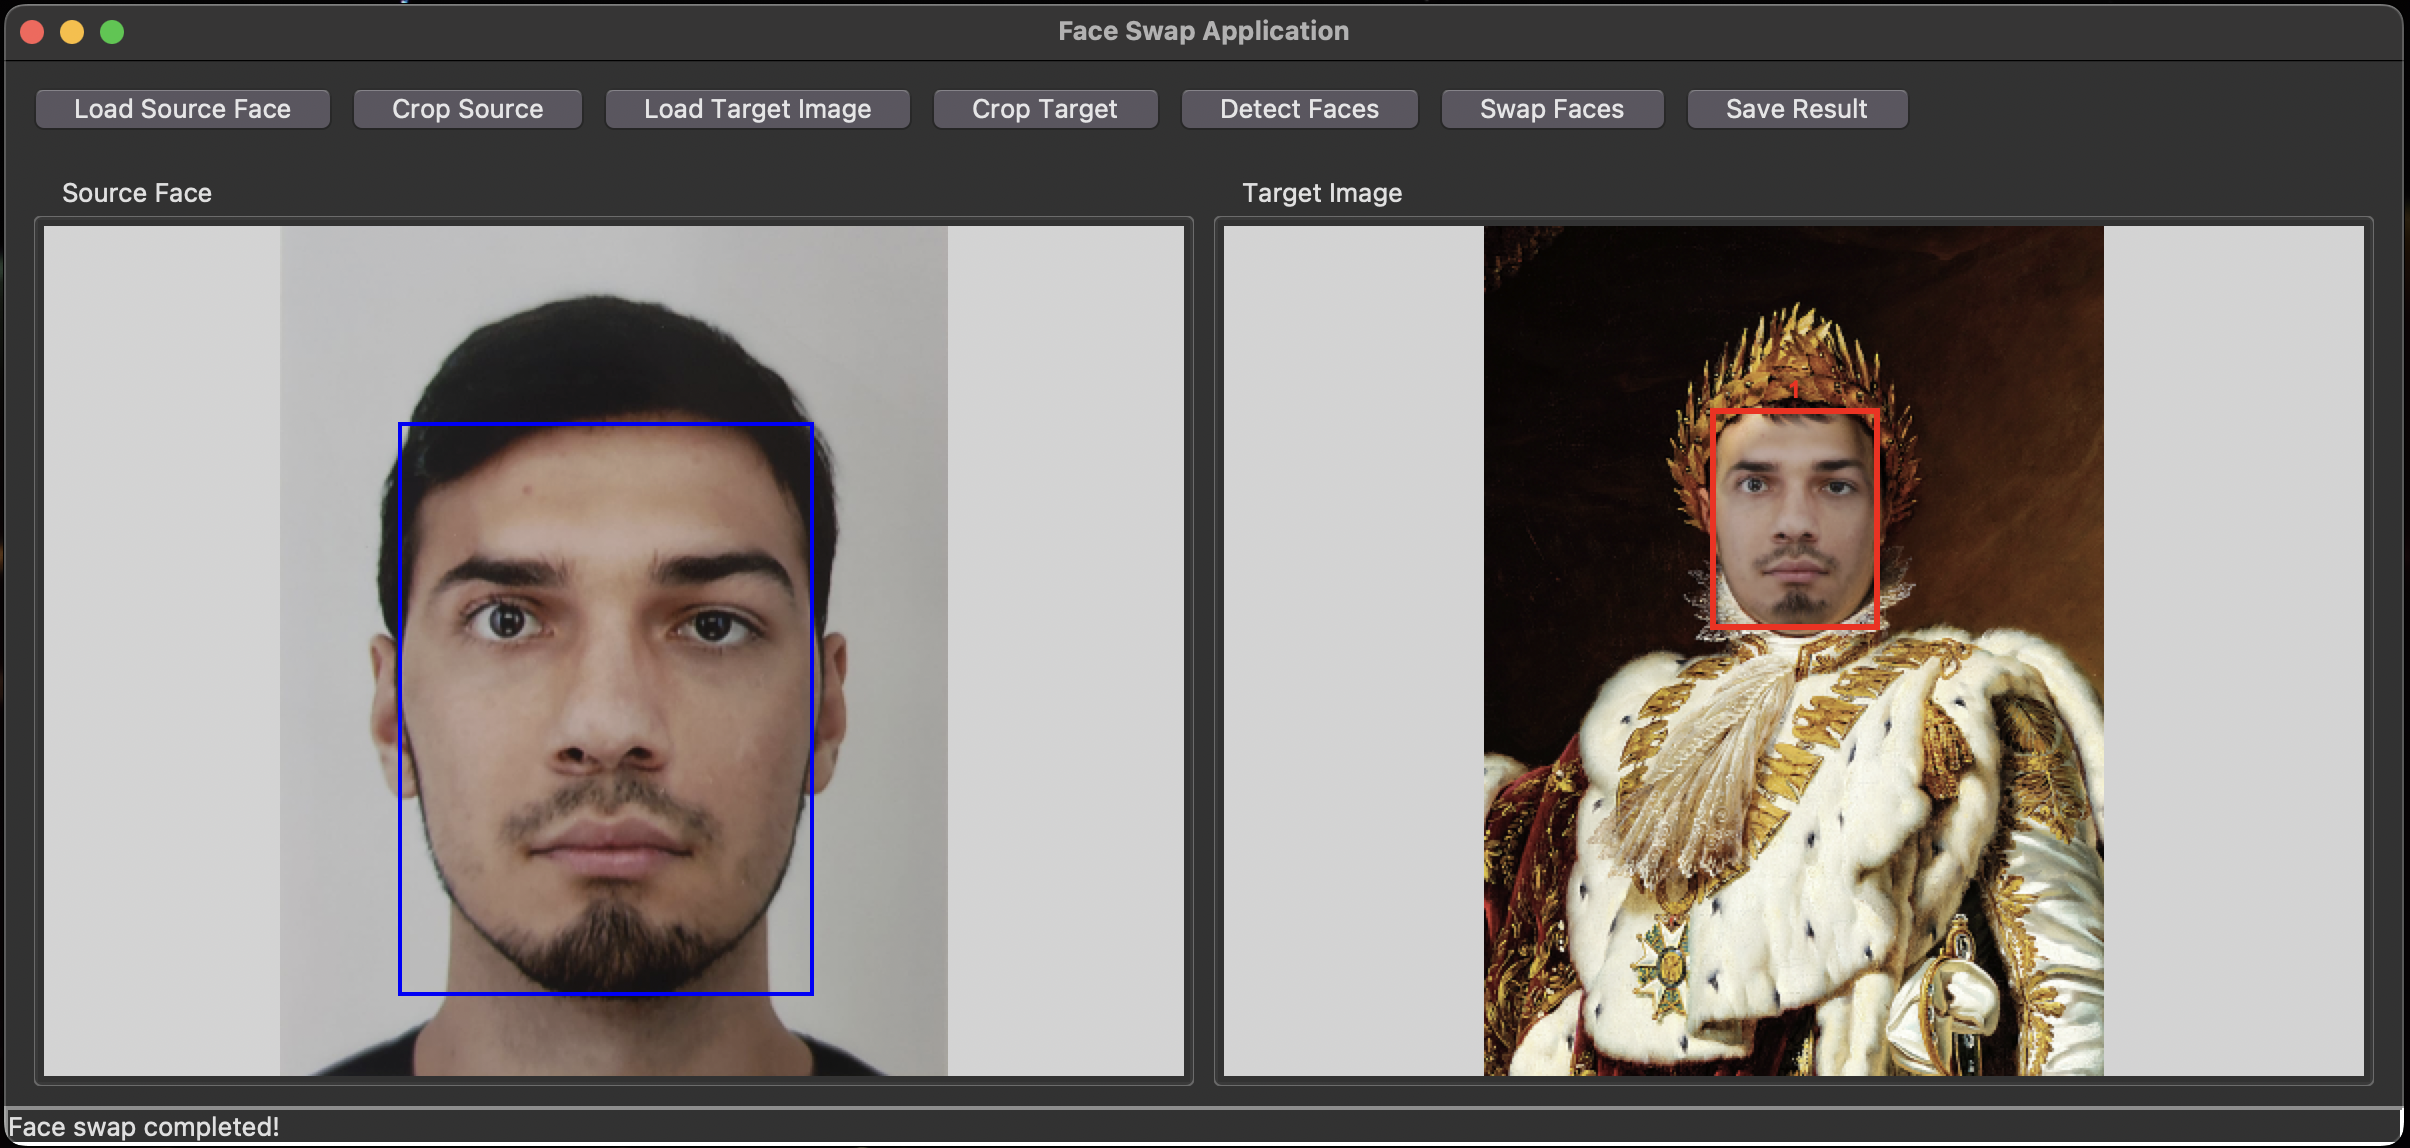 Face Swap Application
Load Source Face Crop Source Load Target Image Crop Target Detect Faces Swap Faces Save Result
Source Face Target Image
1
Face swap completed!